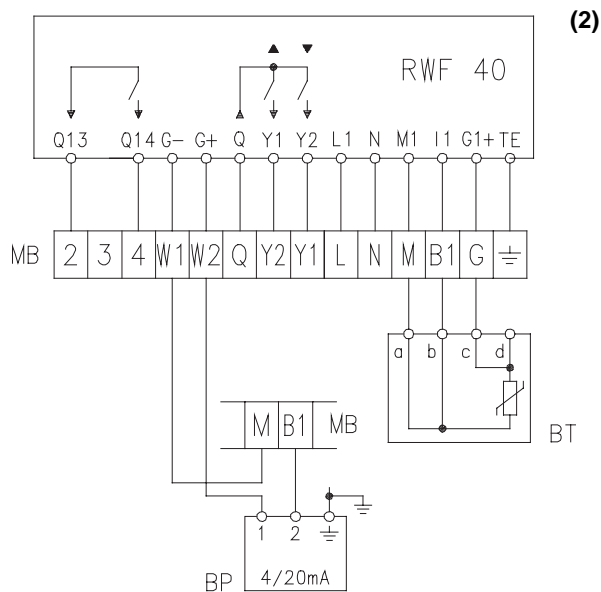 (2)
RWF 40
Q13 Q14 G- G+ Q Y1 Y2 L1 N M1 I1 G1+ TE
MB 2 3 4 W1 W2 Q Y2 Y1 L N M B1 G
a b c d
BT
M B1 MB
1 2
BP 4/20mA